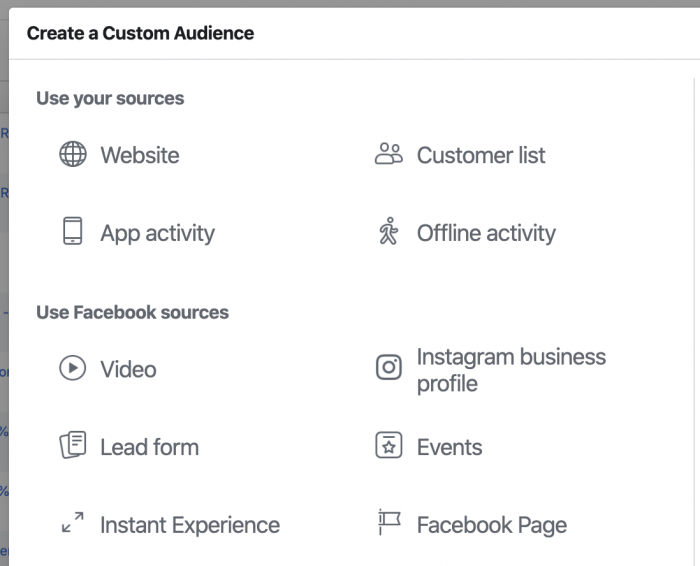 Create a Custom Audience
Use your sources
Website
Customer list
App activity
Offline activity
Use Facebook sources
Video
Instagram business
profile
Lead form
Events
Instant Experience
Facebook Page